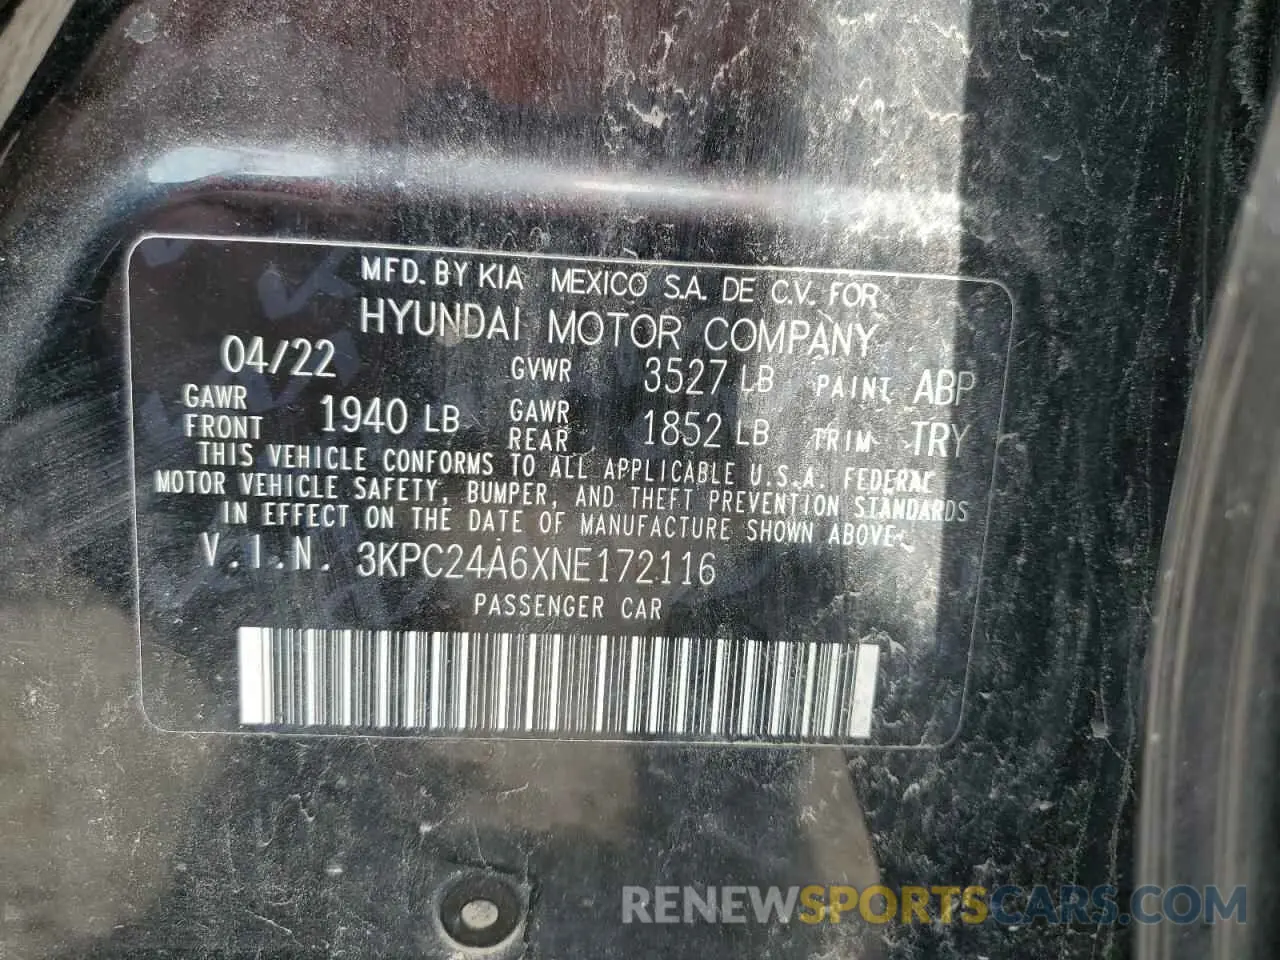 MFD. BY KIA MEXICO S.A. DE C.V. FOR
HYUNDAI MOTOR COMPANY
04/22 GVWR 3527 LB PAINT ABP
GAWR FRONT 1940 LB GAWR REAR 1852 LB TRIM TRY
THIS VEHICLE CONFORMS TO ALL APPLICABLE U.S.A. FEDERAL
MOTOR VEHICLE SAFETY, BUMPER, AND THEFT PREVENTION STANDARDS
IN EFFECT ON THE DATE OF MANUFACTURE SHOWN ABOVE.
V.I.N. 3KPC24A6XNE172116
PASSENGER CAR
RENEWSPORTSCARS.COM